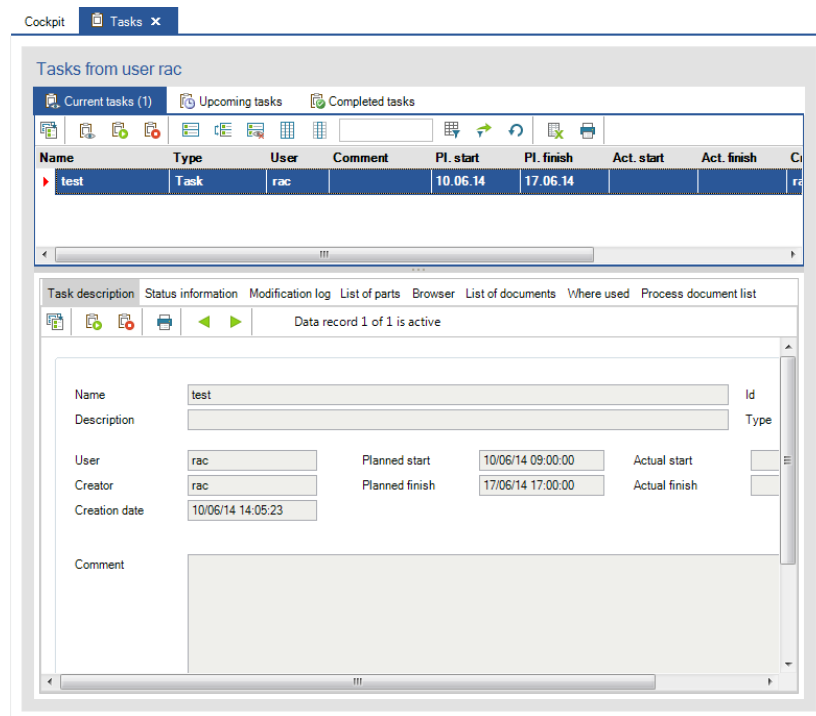 Cockpit Tasks
Tasks from user rac
Current tasks (1) Upcoming tasks Completed tasks
Name Type User Comment Pl. start Pl. finish Act. start Act. finish
test Task rac 10.06.14 17.06.14
Task description Status information Modification log List of parts Browser List of documents Where used Process document list
Data record 1 of 1 is active
Name test Id
Description Type
User rac Planned start 10/06/14 09:00:00 Actual start
Creator rac Planned finish 17/06/14 17:00:00 Actual finish
Creation date 10/06/14 14:05:23
Comment